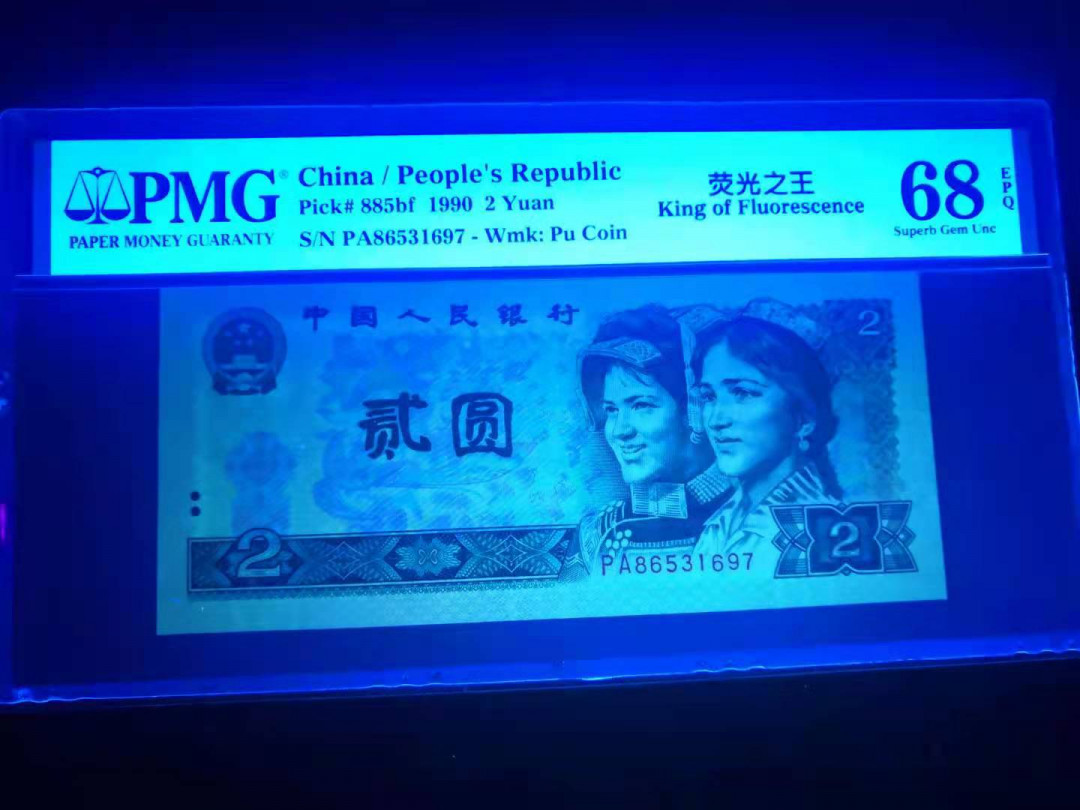 PMG®
PAPER MONEY GUARANTY
China / People's Republic
Pick# 885bf 1990 2 Yuan
S/N PA86531697 - Wmk: Pu Coin
荧光之王
King of Fluorescence
68
EPQ
Superb Gem Unc
中国人民银行
2
贰圆
2
PA86531697
2